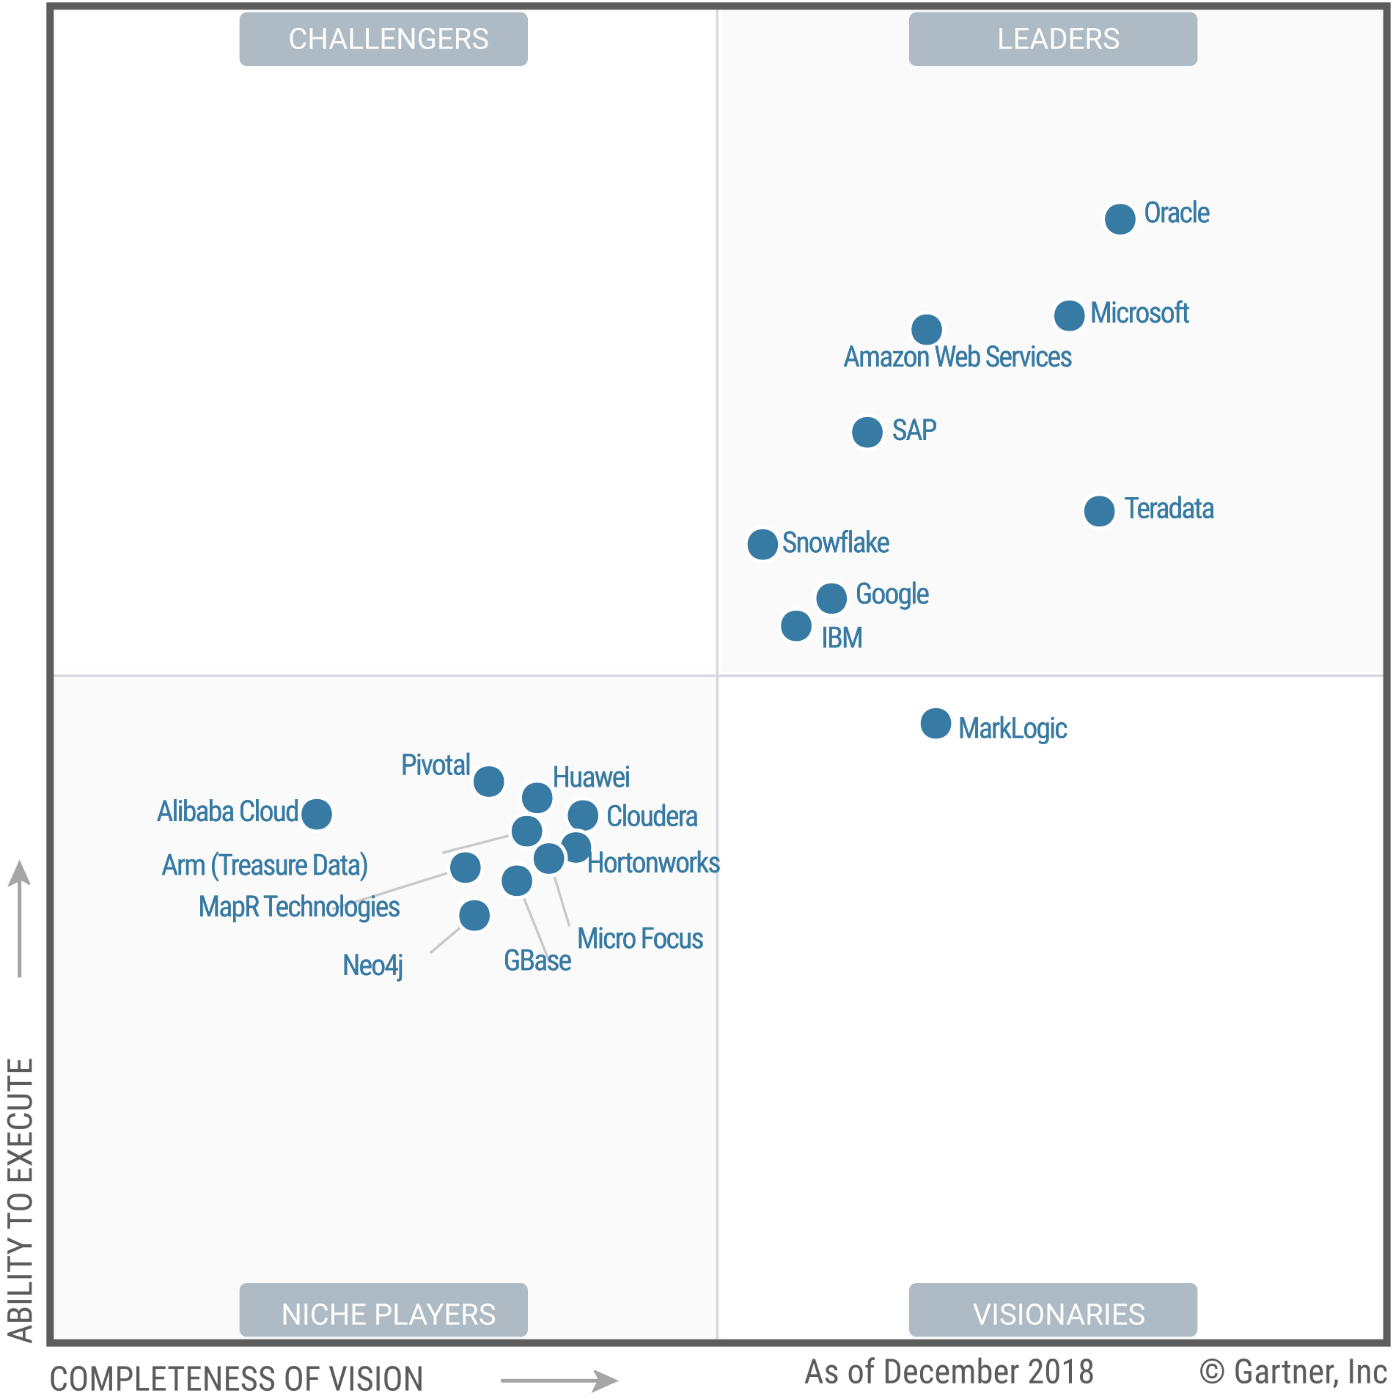 CHALLENGERS
LEADERS
Oracle
Microsoft
Amazon Web Services
SAP
Teradata
Snowflake
Google
IBM
MarkLogic
Pivotal
Huawei
Alibaba Cloud
Cloudera
Arm (Treasure Data)
Hortonworks
MapR Technologies
Micro Focus
GBase
Neo4j
ABILITY TO EXECUTE
NICHE PLAYERS
VISIONARIES
COMPLETENESS OF VISION
As of December 2018
© Gartner, Inc